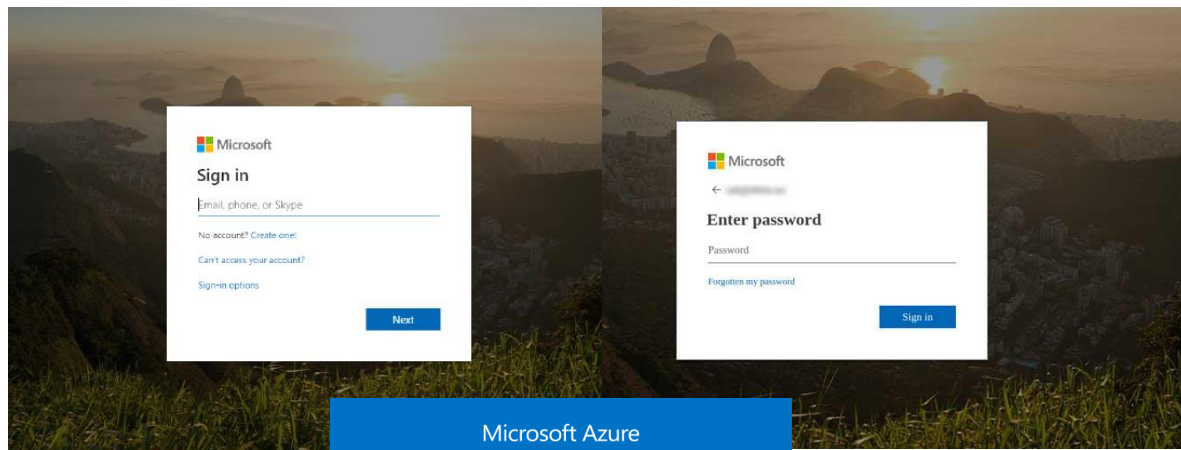 Microsoft
Sign in
Email, phone, or Skype
No account? Create one!
Can't access your account?
Sign-in options
Next
Microsoft
←
Enter password
Password
Forgotten my password
Sign in
Microsoft Azure